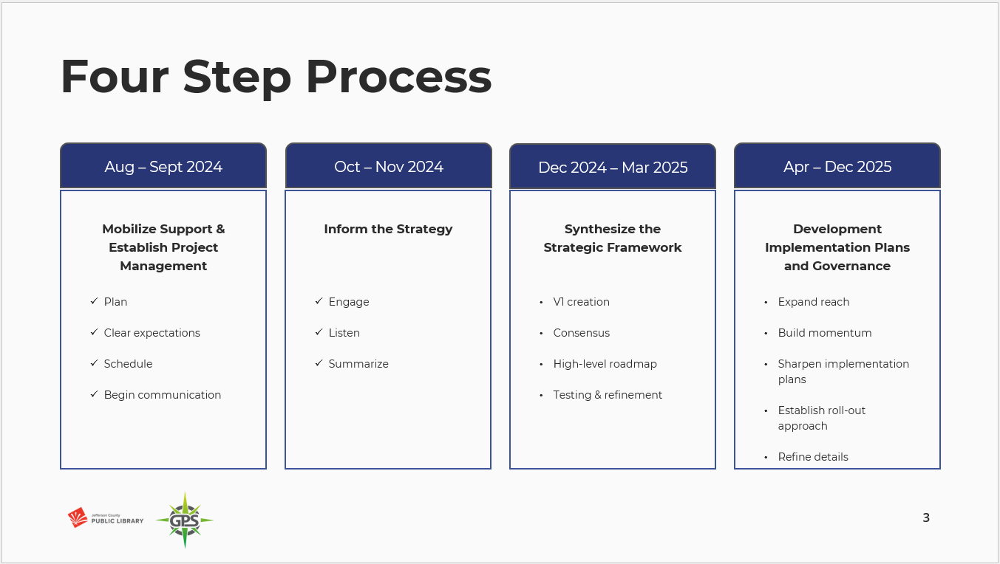 Four Step Process
Aug – Sept 2024
Mobilize Support &
Establish Project
Management
✓ Plan
✓ Clear expectations
✓ Schedule
✓ Begin communication
Oct – Nov 2024
Inform the Strategy
✓ Engage
✓ Listen
✓ Summarize
Dec 2024 – Mar 2025
Synthesize the
Strategic Framework
• V1 creation
• Consensus
• High-level roadmap
• Testing & refinement
Apr – Dec 2025
Development
Implementation Plans
and Governance
• Expand reach
• Build momentum
• Sharpen implementation
plans
• Establish roll-out
approach
• Refine details
Jefferson County
PUBLIC LIBRARY
GPS
3